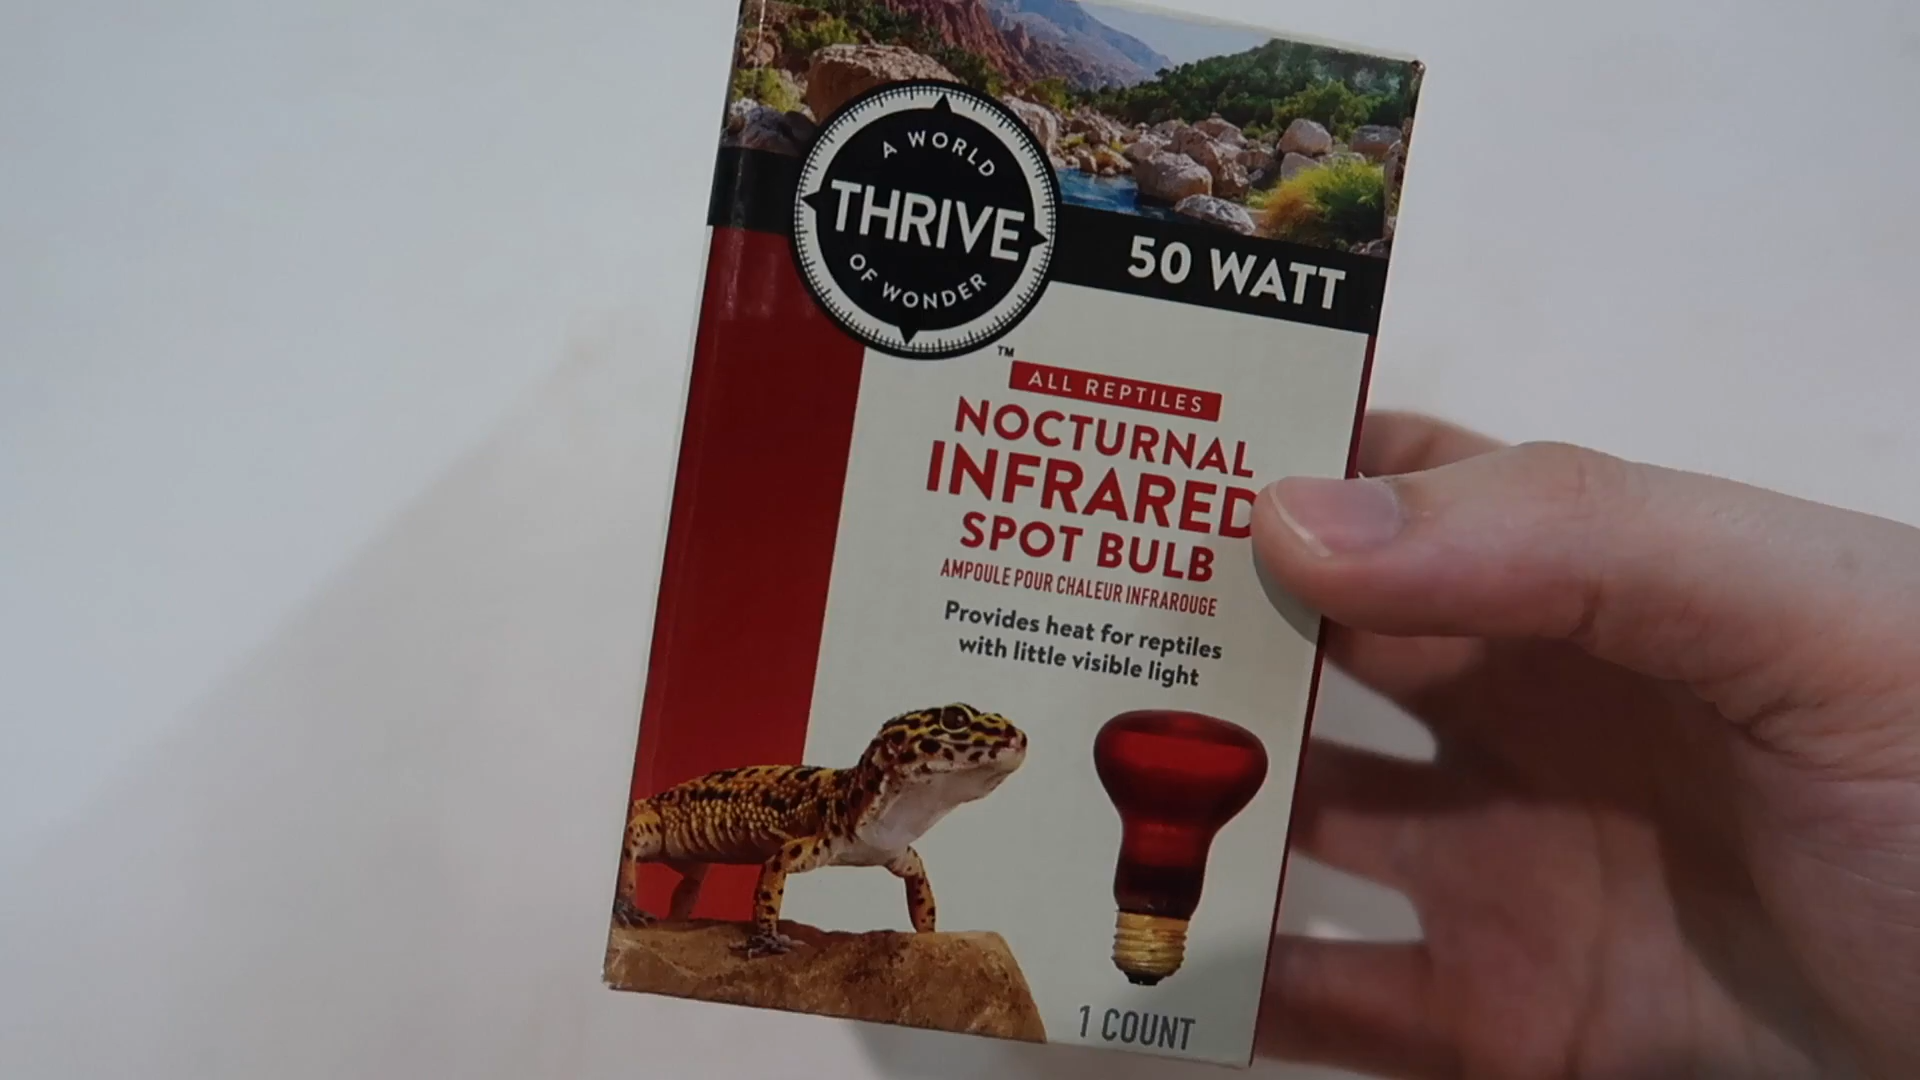 A WORLD
THRIVE
OF WONDER
TM
50 WATT
ALL REPTILES
NOCTURNAL
INFRARED
SPOT BULB
AMPOULE POUR CHALEUR INFRAROUGE
Provides heat for reptiles
with little visible light
1 COUNT